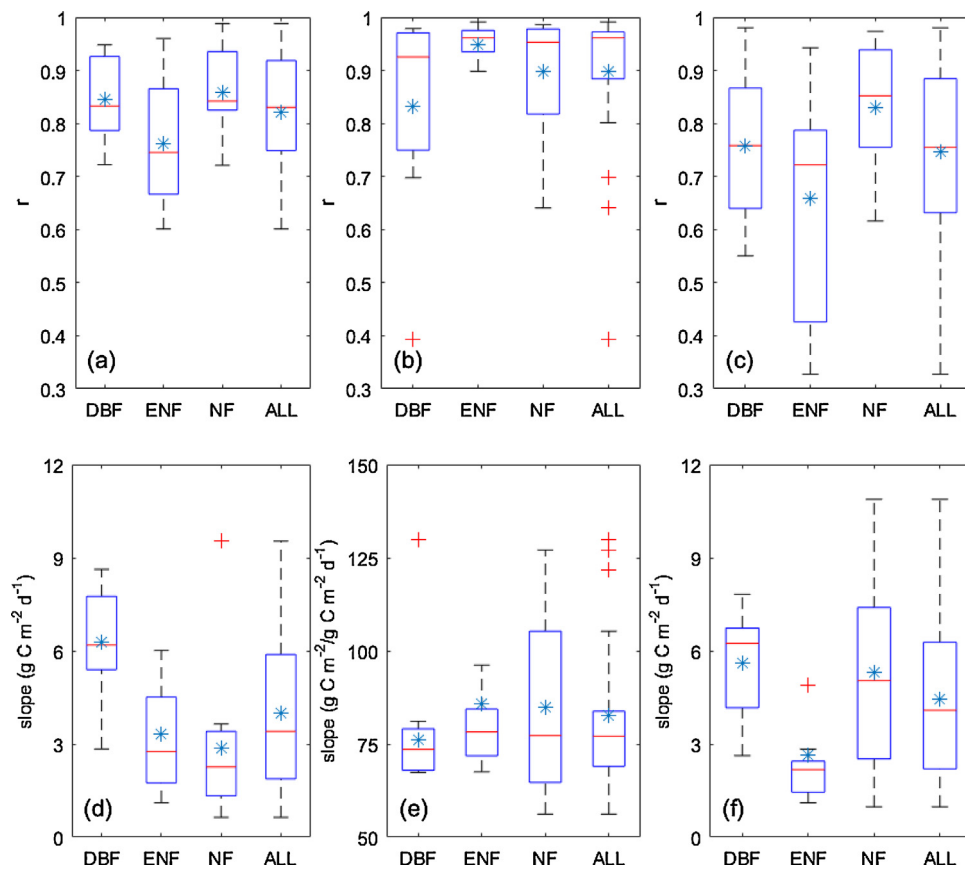 1
0.9
0.8
0.7
0.6
0.5
0.4
0.3
r
(a)
DBF ENF NF ALL
1
0.9
0.8
0.7
0.6
0.5
0.4
0.3
r
(b)
DBF ENF NF ALL
1
0.9
0.8
0.7
0.6
0.5
0.4
0.3
r
(c)
DBF ENF NF ALL
12
9
6
3
0
slope (g C m⁻² d⁻¹)
(d)
DBF ENF NF ALL
150
125
100
75
50
slope (g C m⁻²/g C m⁻² d⁻¹)
(e)
DBF ENF NF ALL
12
9
6
3
0
slope (g C m⁻² d⁻¹)
(f)
DBF ENF NF ALL